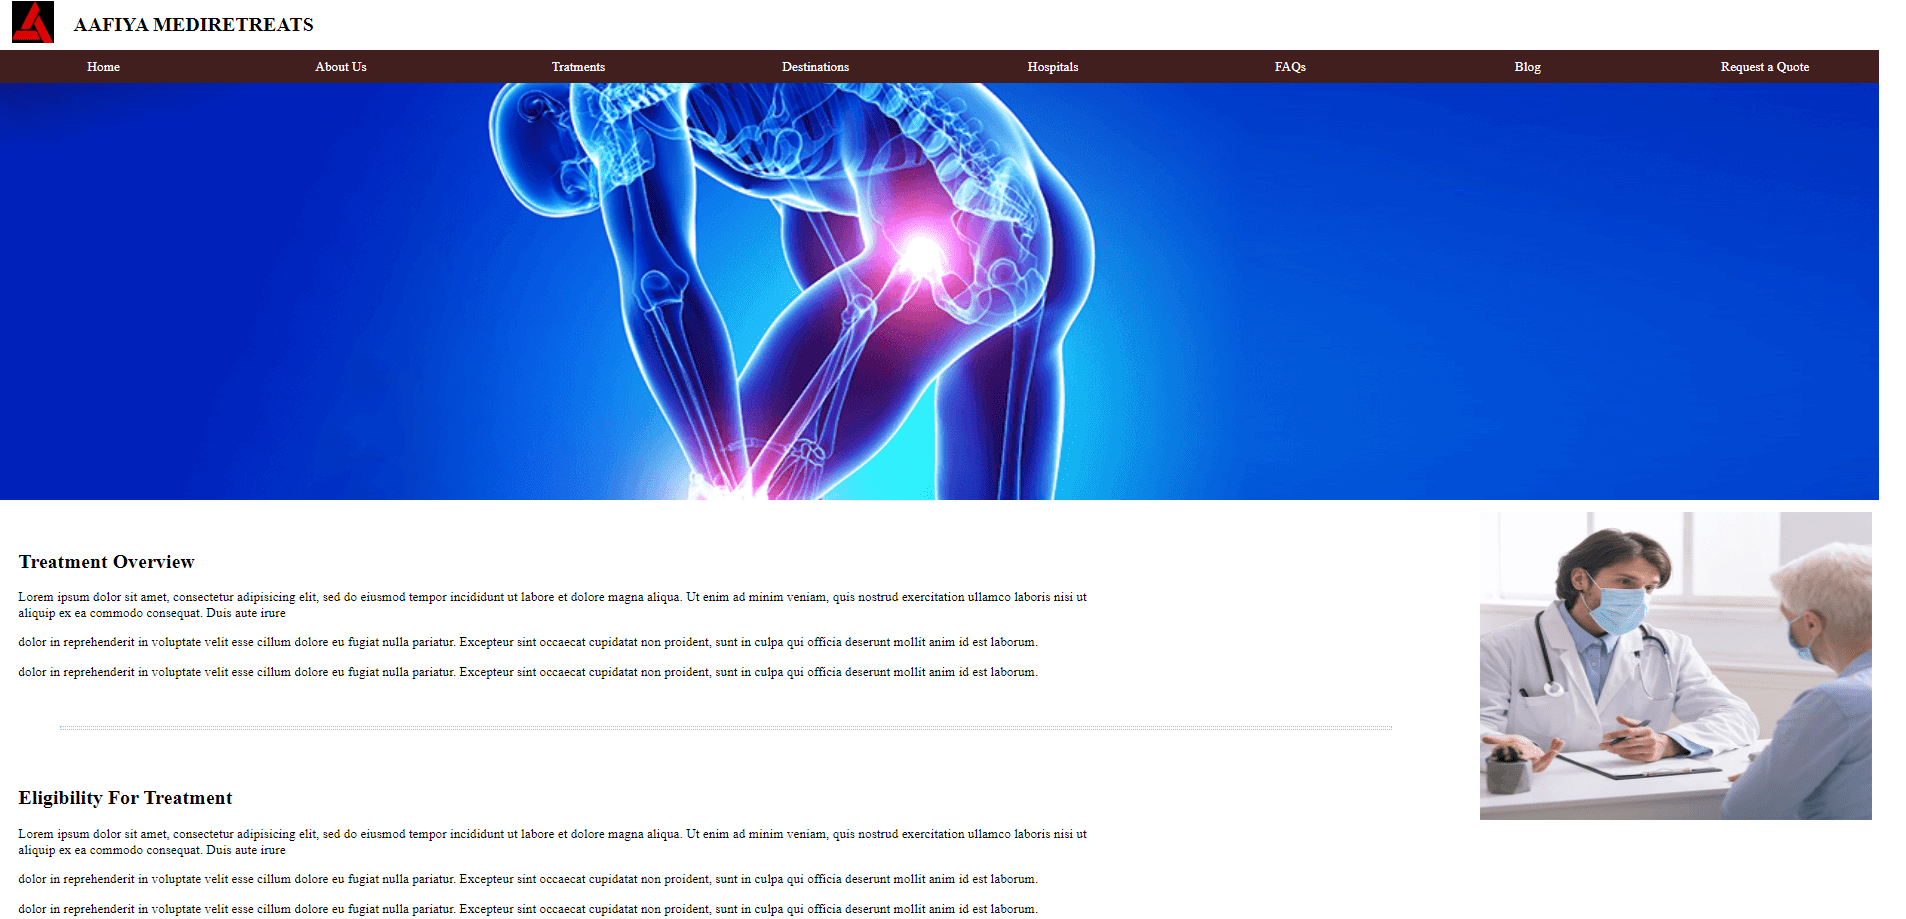 AAFIYA MEDIRETREATS
Home About Us Tratments Destinations Hospitals FAQs Blog Request a Quote
Treatment Overview
Lorem ipsum dolor sit amet, consectetur adipisicing elit, sed do eiusmod tempor incididunt ut labore et dolore magna aliqua. Ut enim ad minim veniam, quis nostrud exercitation ullamco laboris nisi ut
aliquip ex ea commodo consequat. Duis aute irure
dolor in reprehenderit in voluptate velit esse cillum dolore eu fugiat nulla pariatur. Excepteur sint occaecat cupidatat non proident, sunt in culpa qui officia deserunt mollit anim id est laborum.
dolor in reprehenderit in voluptate velit esse cillum dolore eu fugiat nulla pariatur. Excepteur sint occaecat cupidatat non proident, sunt in culpa qui officia deserunt mollit anim id est laborum.
Eligibility For Treatment
Lorem ipsum dolor sit amet, consectetur adipisicing elit, sed do eiusmod tempor incididunt ut labore et dolore magna aliqua. Ut enim ad minim veniam, quis nostrud exercitation ullamco laboris nisi ut
aliquip ex ea commodo consequat. Duis aute irure
dolor in reprehenderit in voluptate velit esse cillum dolore eu fugiat nulla pariatur. Excepteur sint occaecat cupidatat non proident, sunt in culpa qui officia deserunt mollit anim id est laborum.
dolor in reprehenderit in voluptate velit esse cillum dolore eu fugiat nulla pariatur. Excepteur sint occaecat cupidatat non proident, sunt in culpa qui officia deserunt mollit anim id est laborum.